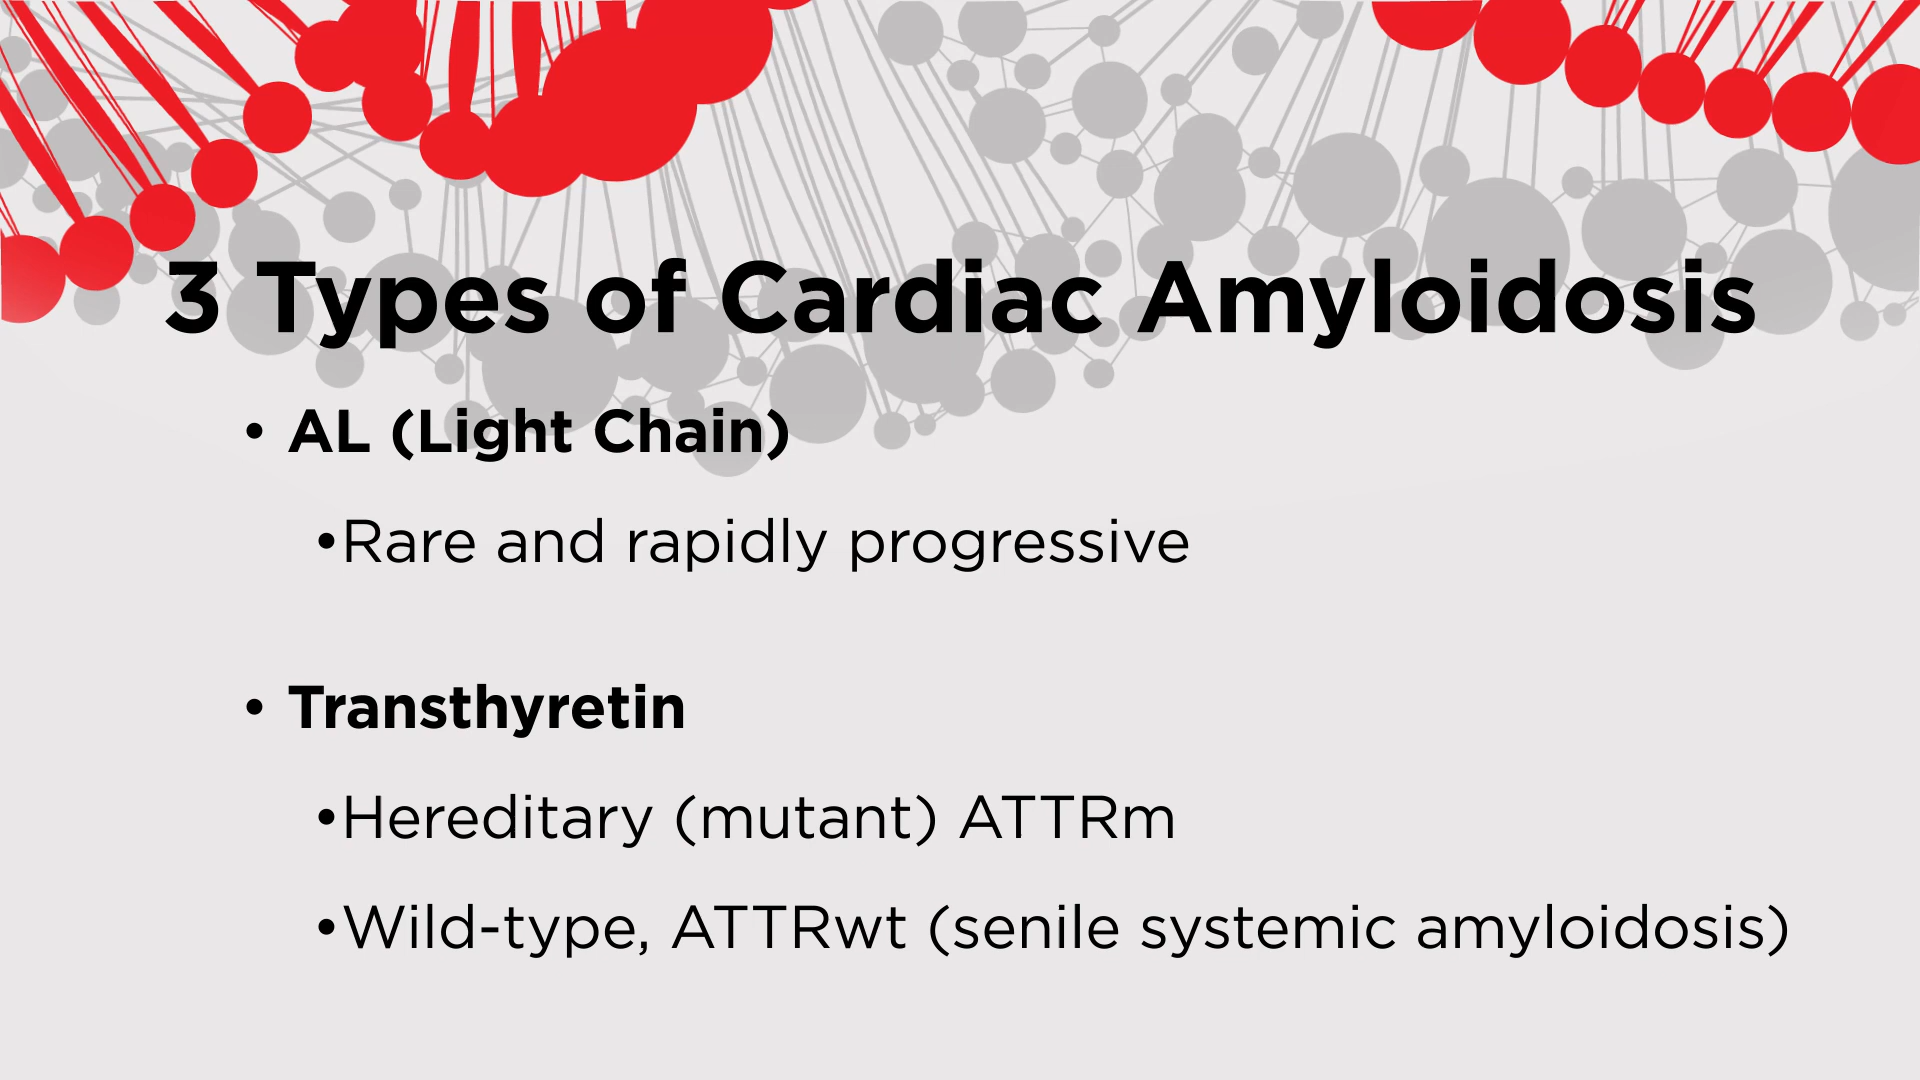 3 Types of Cardiac Amyloidosis
• AL (Light Chain)
•Rare and rapidly progressive
• Transthyretin
•Hereditary (mutant) ATTRm
•Wild-type, ATTRwt (senile systemic amyloidosis)